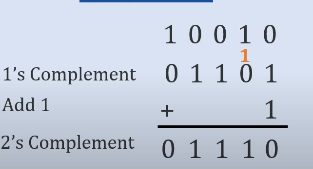 1 0 0 1 0
1
1's Complement 0 1 1 0 1
Add 1 + 1
2's Complement 0 1 1 1 0